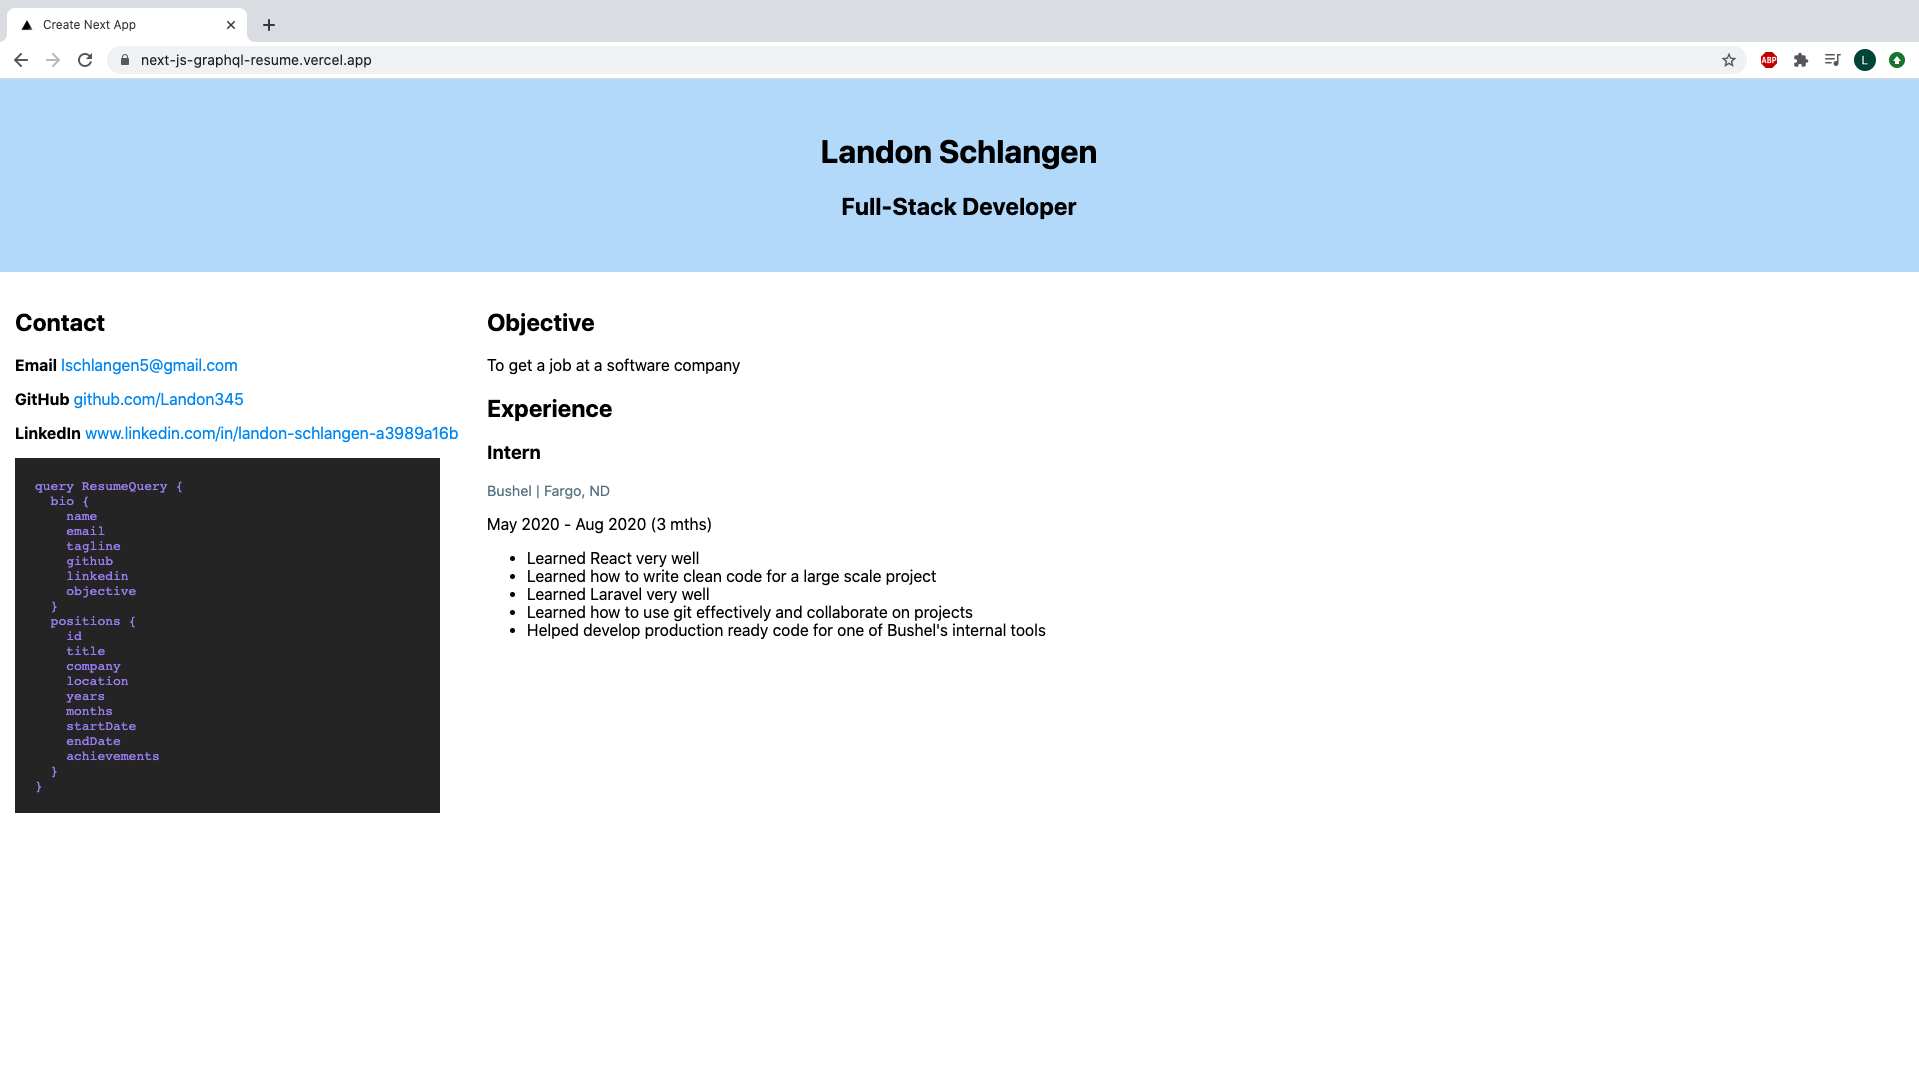 Create Next App
next-js-graphql-resume.vercel.app
ABP
L
Landon Schlangen
Full-Stack Developer
Contact
Email lschlangen5@gmail.com
GitHub github.com/Landon345
LinkedIn www.linkedin.com/in/landon-schlangen-a3989a16b
query ResumeQuery {
  bio {
    name
    email
    tagline
    github
    linkedin
    objective
  }
  positions {
    id
    title
    company
    location
    years
    months
    startDate
    endDate
    achievements
  }
}
Objective
To get a job at a software company
Experience
Intern
Bushel | Fargo, ND
May 2020 - Aug 2020 (3 mths)
• Learned React very well
• Learned how to write clean code for a large scale project
• Learned Laravel very well
• Learned how to use git effectively and collaborate on projects
• Helped develop production ready code for one of Bushel's internal tools